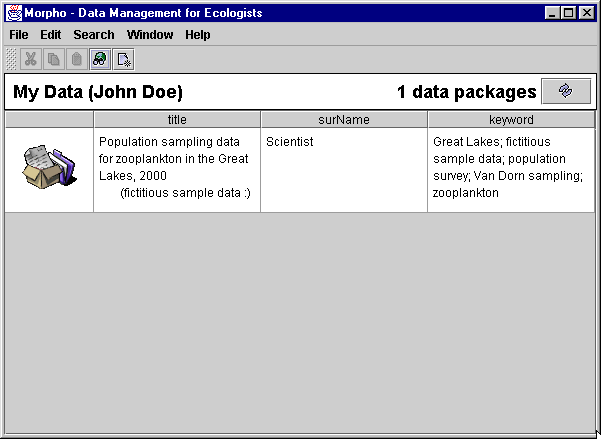 Morpho - Data Management for Ecologists
File Edit Search Window Help
My Data (John Doe) 1 data packages
title surName keyword
Population sampling data Scientist Great Lakes; fictitious
for zooplankton in the Great sample data; population
Lakes, 2000 survey; Van Dorn sampling;
(fictitious sample data :) zooplankton